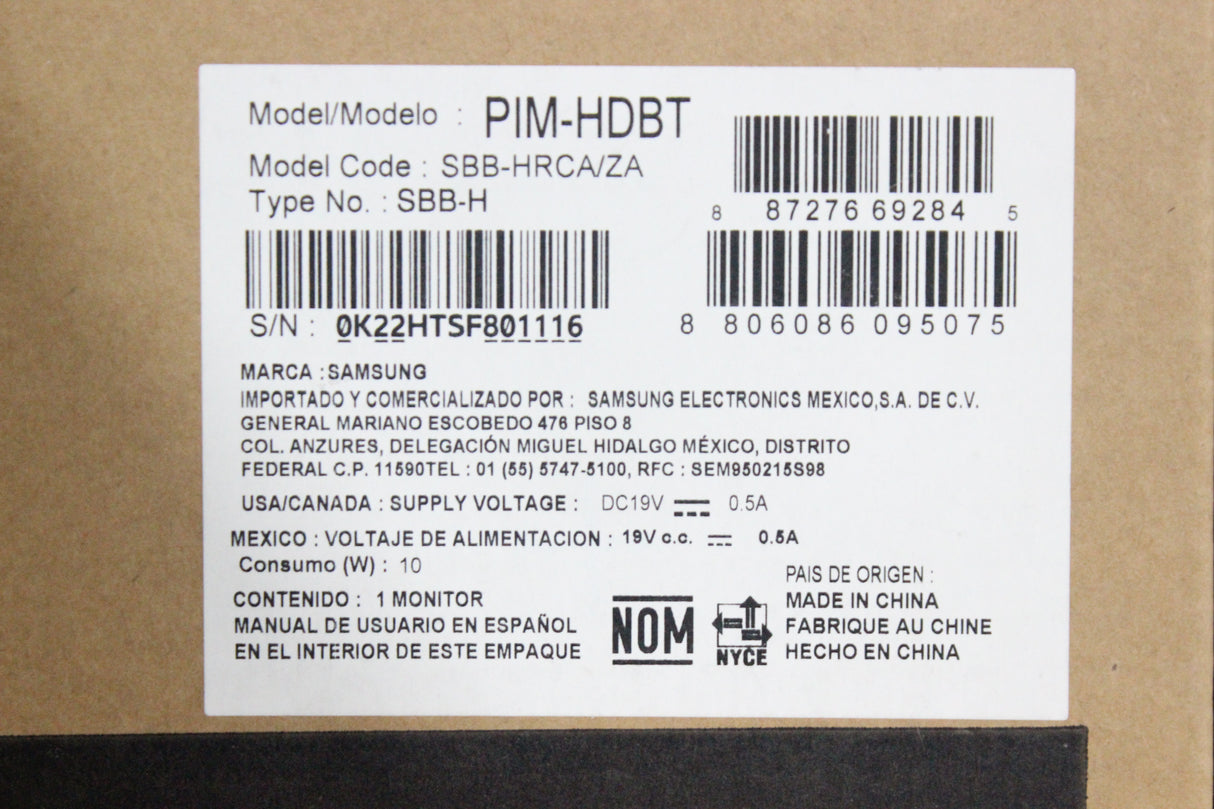 Model/Modelo : PIM-HDBT
Model Code : SBB-HRCA/ZA
Type No. : SBB-H
8 87276 69284 5
S/N : 0K22HTSF801116
8 806086 095075
MARCA : SAMSUNG
IMPORTADO Y COMERCIALIZADO POR : SAMSUNG ELECTRONICS MEXICO,S.A. DE C.V.
GENERAL MARIANO ESCOBEDO 476 PISO 8
COL. ANZURES, DELEGACIÓN MIGUEL HIDALGO MÉXICO, DISTRITO
FEDERAL C.P. 11590TEL : 01 (55) 5747-5100, RFC : SEM950215S98
USA/CANADA : SUPPLY VOLTAGE : DC19V 0.5A
MEXICO : VOLTAJE DE ALIMENTACION : 19V c.c. 0.5A
Consumo (W) : 10
CONTENIDO : 1 MONITOR
MANUAL DE USUARIO EN ESPAÑOL
EN EL INTERIOR DE ESTE EMPAQUE
NOM
NYCE
PAIS DE ORIGEN :
MADE IN CHINA
FABRIQUE AU CHINE
HECHO EN CHINA